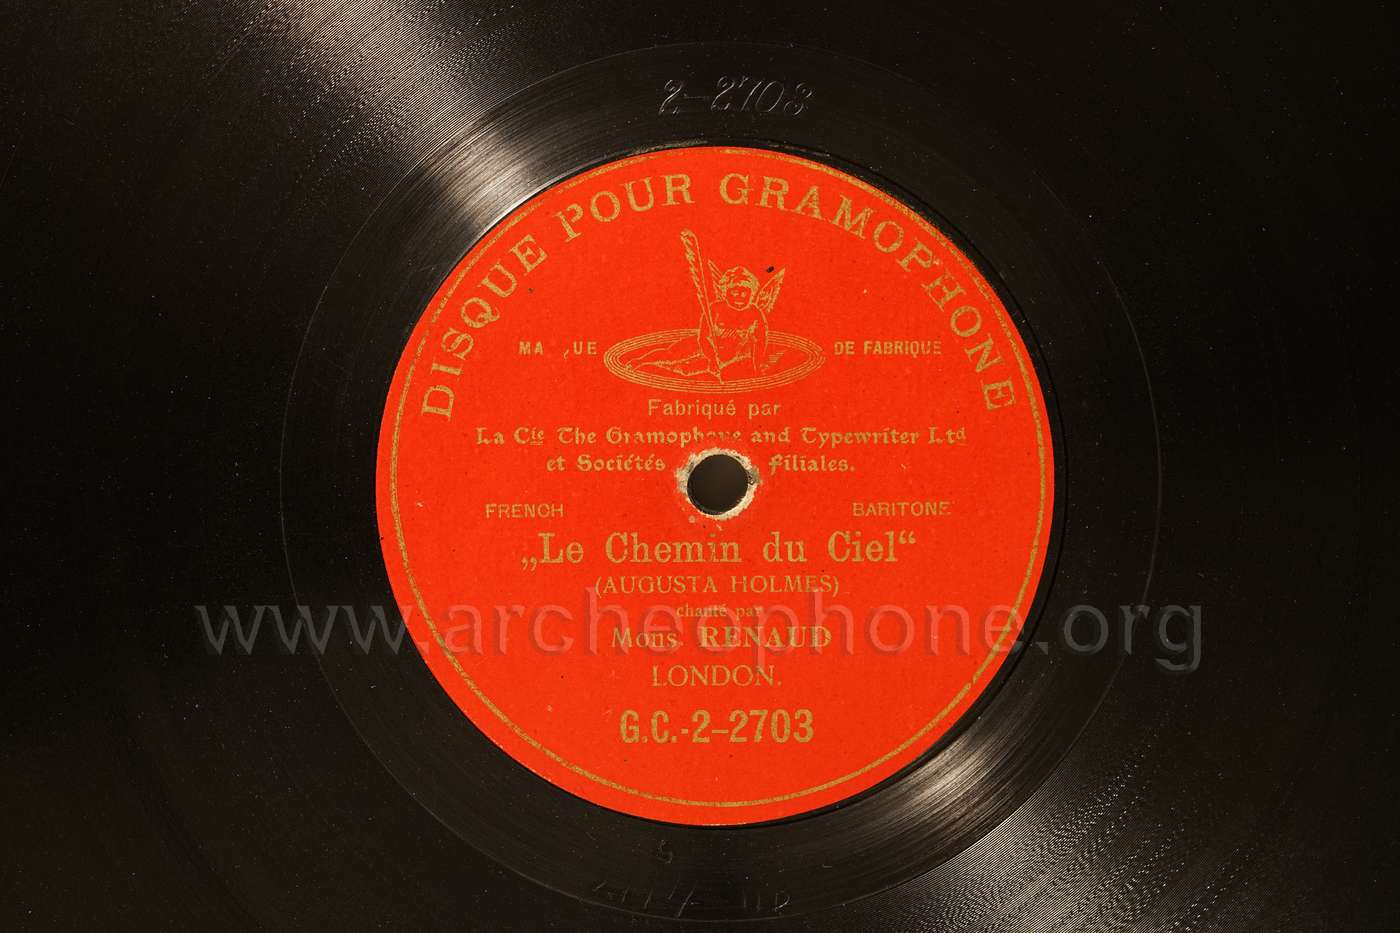 2-2703
DISQUE POUR GRAMOPHONE
MA UE DE FABRIQUE
Fabriqué par
La Cie The Gramophone and Typewriter Ltd
et Sociétés filiales.
FRENCH BARITONE
„Le Chemin du Ciel“
(AUGUSTA HOLMES)
chanté par
www.archeophone.org
Mons. RENAUD
LONDON.
G.C.-2-2703